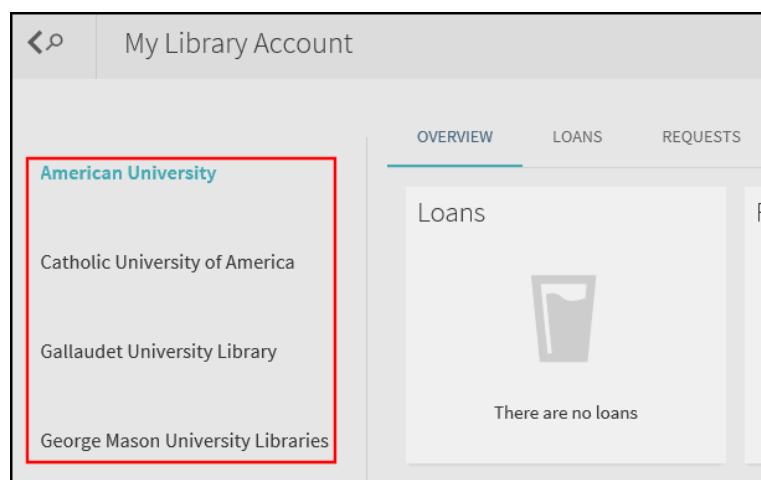 My Library Account
OVERVIEW LOANS REQUESTS
American University
Catholic University of America
Gallaudet University Library
George Mason University Libraries
Loans
There are no loans